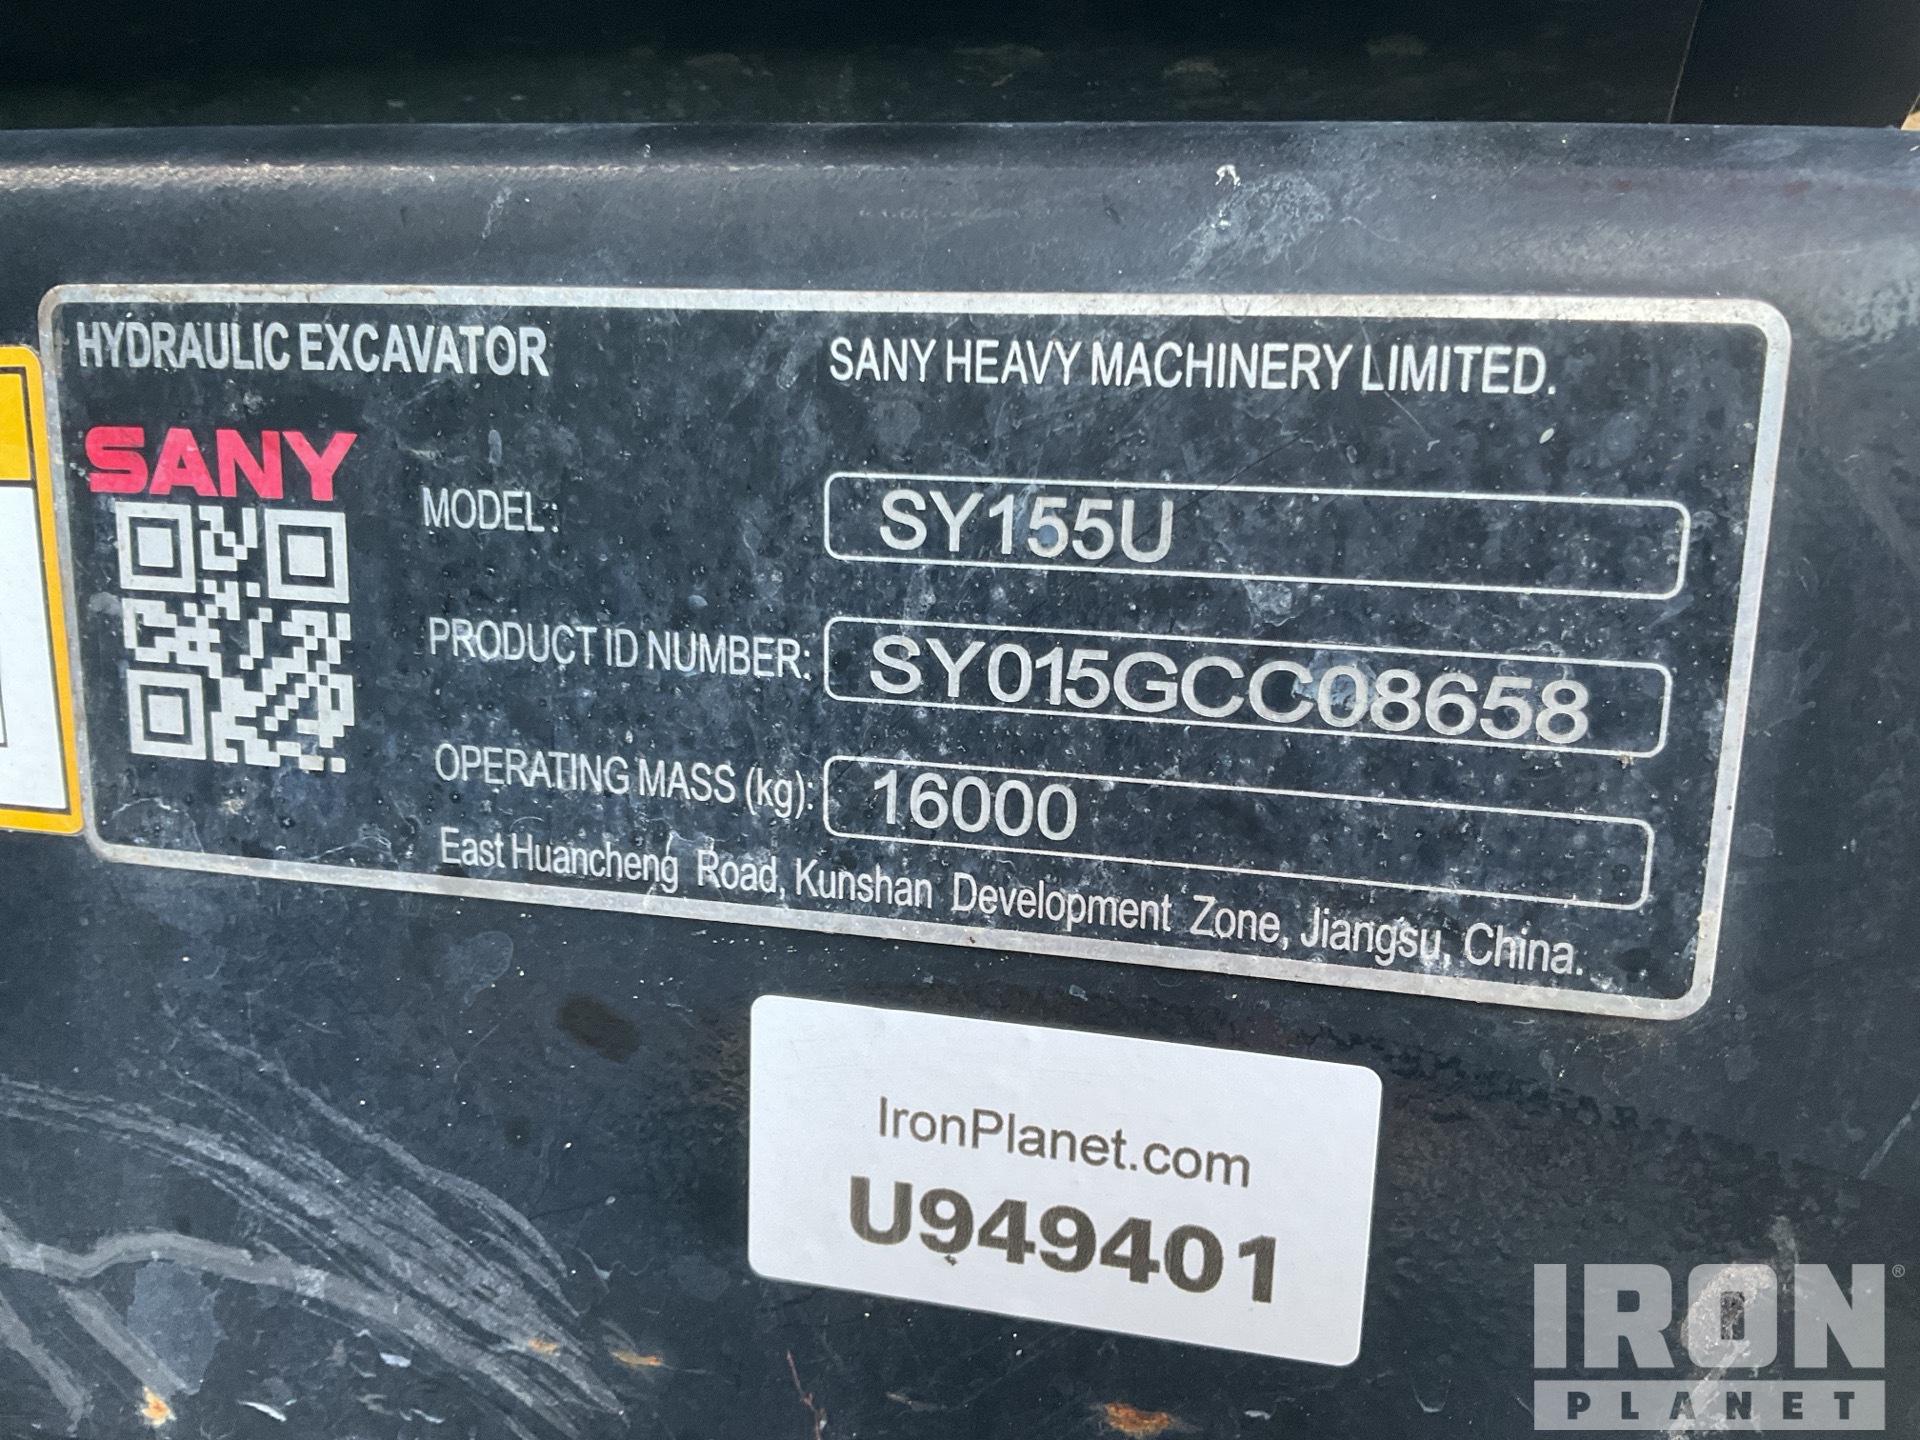 HYDRAULIC EXCAVATOR
SANY HEAVY MACHINERY LIMITED.
SANY
MODEL: SY155U
PRODUCT ID NUMBER: SY015GCC08658
OPERATING MASS (kg): 16000
East Huancheng Road, Kunshan Development Zone, Jiangsu, China.
IronPlanet.com
U949401
IRON®
PLANET